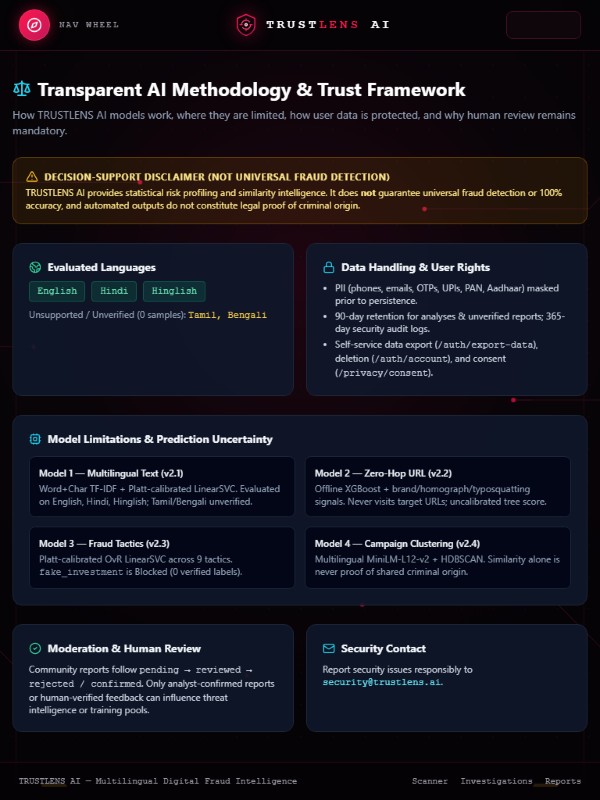 NAV WHEEL
TRUSTLENS AI
Transparent AI Methodology & Trust Framework
How TRUSTLENS AI models work, where they are limited, how user data is protected, and why human review remains
mandatory.
DECISION-SUPPORT DISCLAIMER (NOT UNIVERSAL FRAUD DETECTION)
TRUSTLENS AI provides statistical risk profiling and similarity intelligence. It does not guarantee universal fraud detection or 100%
accuracy, and automated outputs do not constitute legal proof of criminal origin.
Evaluated Languages
English Hindi Hinglish
Unsupported / Unverified (0 samples): Tamil, Bengali
Data Handling & User Rights
• PII (phones, emails, OTPs, UPIs, PAN, Aadhaar) masked
prior to persistence.
• 90-day retention for analyses & unverified reports; 365-
day security audit logs.
• Self-service data export (/auth/export-data),
deletion (/auth/account), and consent
(/privacy/consent).
Model Limitations & Prediction Uncertainty
Model 1 — Multilingual Text (v2.1)
Word+Char TF-IDF + Platt-calibrated LinearSVC. Evaluated
on English, Hindi, Hinglish; Tamil/Bengali unverified.
Model 2 — Zero-Hop URL (v2.2)
Offline XGBoost + brand/homograph/typosquatting
signals. Never visits target URLs; uncalibrated tree score.
Model 3 — Fraud Tactics (v2.3)
Platt-calibrated OvR LinearSVC across 9 tactics.
fake_investment is Blocked (0 verified labels).
Model 4 — Campaign Clustering (v2.4)
Multilingual MiniLM-L12-v2 + HDBSCAN. Similarity alone is
never proof of shared criminal origin.
Moderation & Human Review
Community reports follow pending → reviewed →
rejected / confirmed. Only analyst-confirmed reports
or human-verified feedback can influence threat
intelligence or training pools.
Security Contact
Report security issues responsibly to
security@trustlens.ai.
TRUSTLENS AI — Multilingual Digital Fraud Intelligence
Scanner Investigations Reports